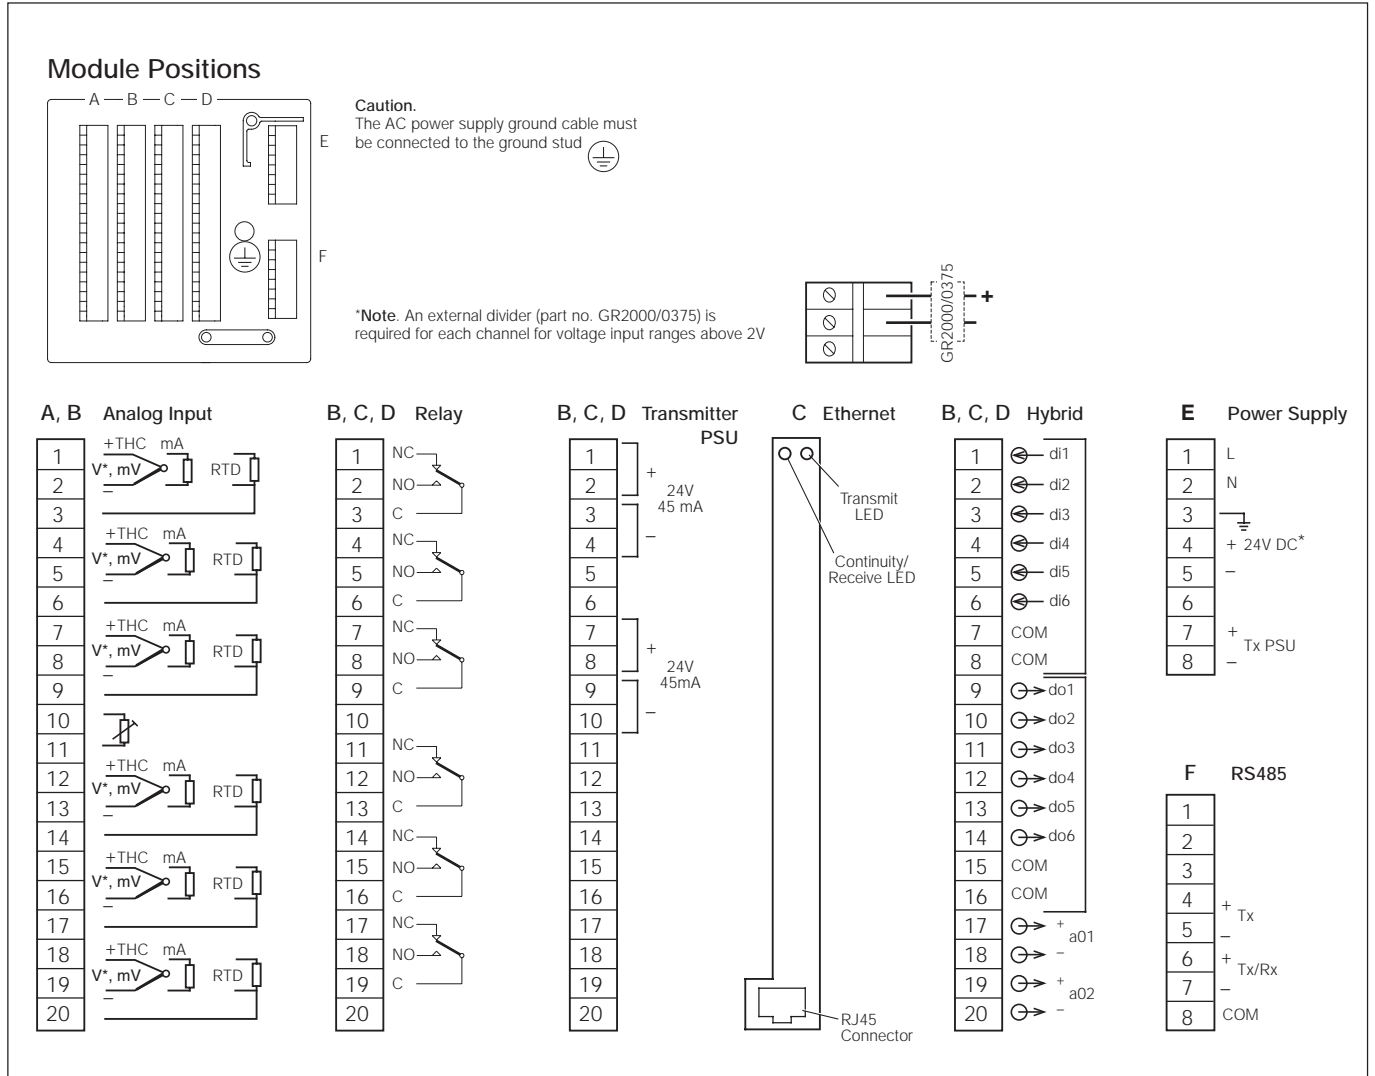 Module Positions
A B C D
E
F
Caution.
The AC power supply ground cable must
be connected to the ground stud
*Note. An external divider (part no. GR2000/0375) is
required for each channel for voltage input ranges above 2V
GR2000/0375
+
A, B Analog Input
1
2
3
4
5
6
7
8
9
10
11
12
13
14
15
16
17
18
19
20
+THC mA
V*, mV RTD
–
+THC mA
V*, mV RTD
–
+THC mA
V*, mV RTD
–
+THC mA
V*, mV RTD
–
+THC mA
V*, mV RTD
–
+THC mA
V*, mV RTD
–
B, C, D Relay
1 NC
2 NO
3 C
4 NC
5 NO
6 C
7 NC
8 NO
9 C
10
11 NC
12 NO
13 C
14 NC
15 NO
16 C
17 NC
18 NO
19 C
20
B, C, D Transmitter
PSU
1
2
3
4
5
6
7
8
9
10
11
12
13
14
15
16
17
18
19
20
+
24V
45 mA
–
+
24V
45mA
–
C Ethernet
Transmit
LED
Continuity/
Receive LED
RJ45
Connector
B, C, D Hybrid
1 di1
2 di2
3 di3
4 di4
5 di5
6 di6
7 COM
8 COM
9 do1
10 do2
11 do3
12 do4
13 do5
14 do6
15 COM
16 COM
17 +
a01
18 –
19 +
a02
20 –
E Power Supply
1 L
2 N
3
4 + 24V DC*
5 –
6
7 +
Tx PSU
8 –
F RS485
1
2
3
4 +
Tx
5 –
6 +
Tx/Rx
7 –
8 COM